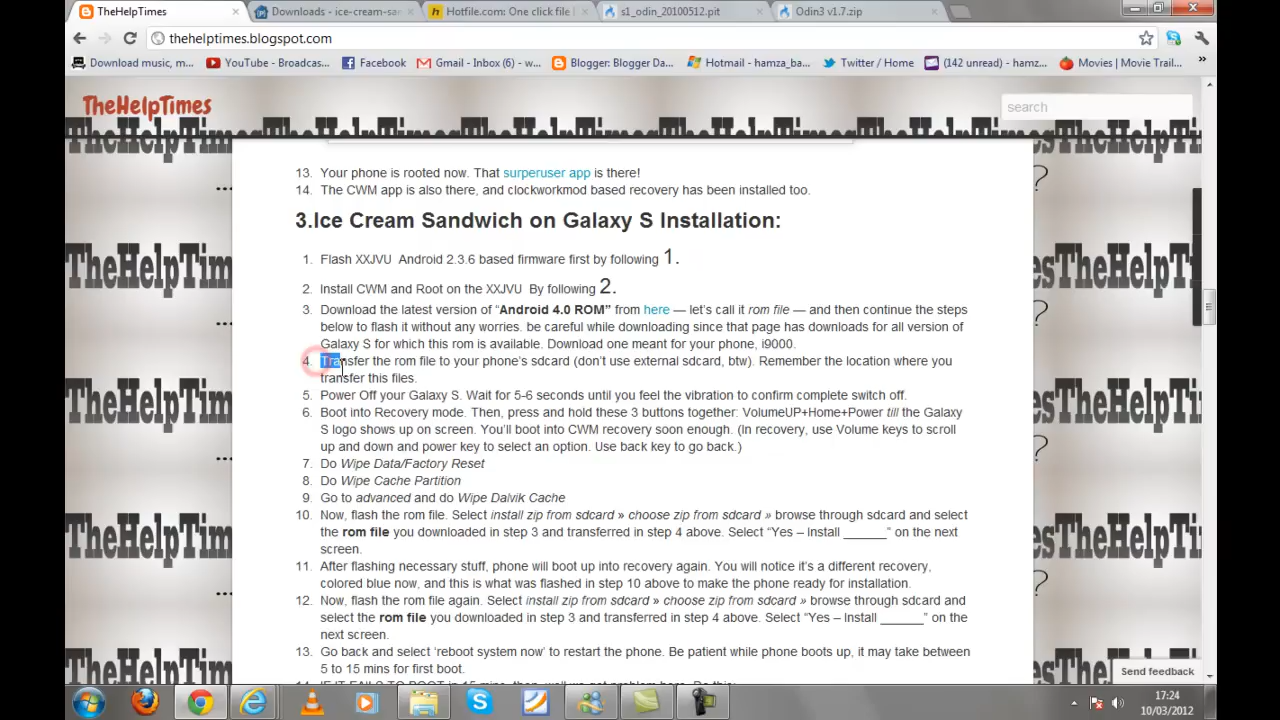 TheHelpTimes
Downloads - ice-cream-sa
Hotfile.com: One click file
s1_odin_20100512.pit
Odin3 v1.7.zip
thehelptimes.blogspot.com
Download music, m...
YouTube - Broadcas...
Facebook
Gmail - Inbox (6) - w...
Blogger: Blogger Da...
Hotmail - hamza_ba...
Twitter / Home
(142 unread) - hamz...
Movies | Movie Trail...
TheHelpTimes
search
13. Your phone is rooted now. That surperuser app is there!
14. The CWM app is also there, and clockworkmod based recovery has been installed too.
3.Ice Cream Sandwich on Galaxy S Installation:
1. Flash XXJVU Android 2.3.6 based firmware first by following 1.
2. Install CWM and Root on the XXJVU By following 2.
3. Download the latest version of “Android 4.0 ROM” from here — let’s call it rom file — and then continue the steps
below to flash it without any worries. be careful while downloading since that page has downloads for all version of
Galaxy S for which this rom is available. Download one meant for your phone, i9000.
4. Transfer the rom file to your phone’s sdcard (don’t use external sdcard, btw). Remember the location where you
transfer this files.
5. Power Off your Galaxy S. Wait for 5-6 seconds until you feel the vibration to confirm complete switch off.
6. Boot into Recovery mode. Then, press and hold these 3 buttons together: VolumeUP+Home+Power till the Galaxy
S logo shows up on screen. You’ll boot into CWM recovery soon enough. (In recovery, use Volume keys to scroll
up and down and power key to select an option. Use back key to go back.)
7. Do Wipe Data/Factory Reset
8. Do Wipe Cache Partition
9. Go to advanced and do Wipe Dalvik Cache
10. Now, flash the rom file. Select install zip from sdcard » choose zip from sdcard » browse through sdcard and select
the rom file you downloaded in step 3 and transferred in step 4 above. Select “Yes – Install ______” on the next
screen.
11. After flashing necessary stuff, phone will boot up into recovery again. You will notice it’s a different recovery,
colored blue now, and this is what was flashed in step 10 above to make the phone ready for installation.
12. Now, flash the rom file again. Select install zip from sdcard » choose zip from sdcard » browse through sdcard and
select the rom file you downloaded in step 3 and transferred in step 4 above. Select “Yes – Install ______” on the
next screen.
13. Go back and select ‘reboot system now’ to restart the phone. Be patient while phone boots up, it may take between
5 to 15 mins for first boot.
Send feedback
17:24
10/03/2012